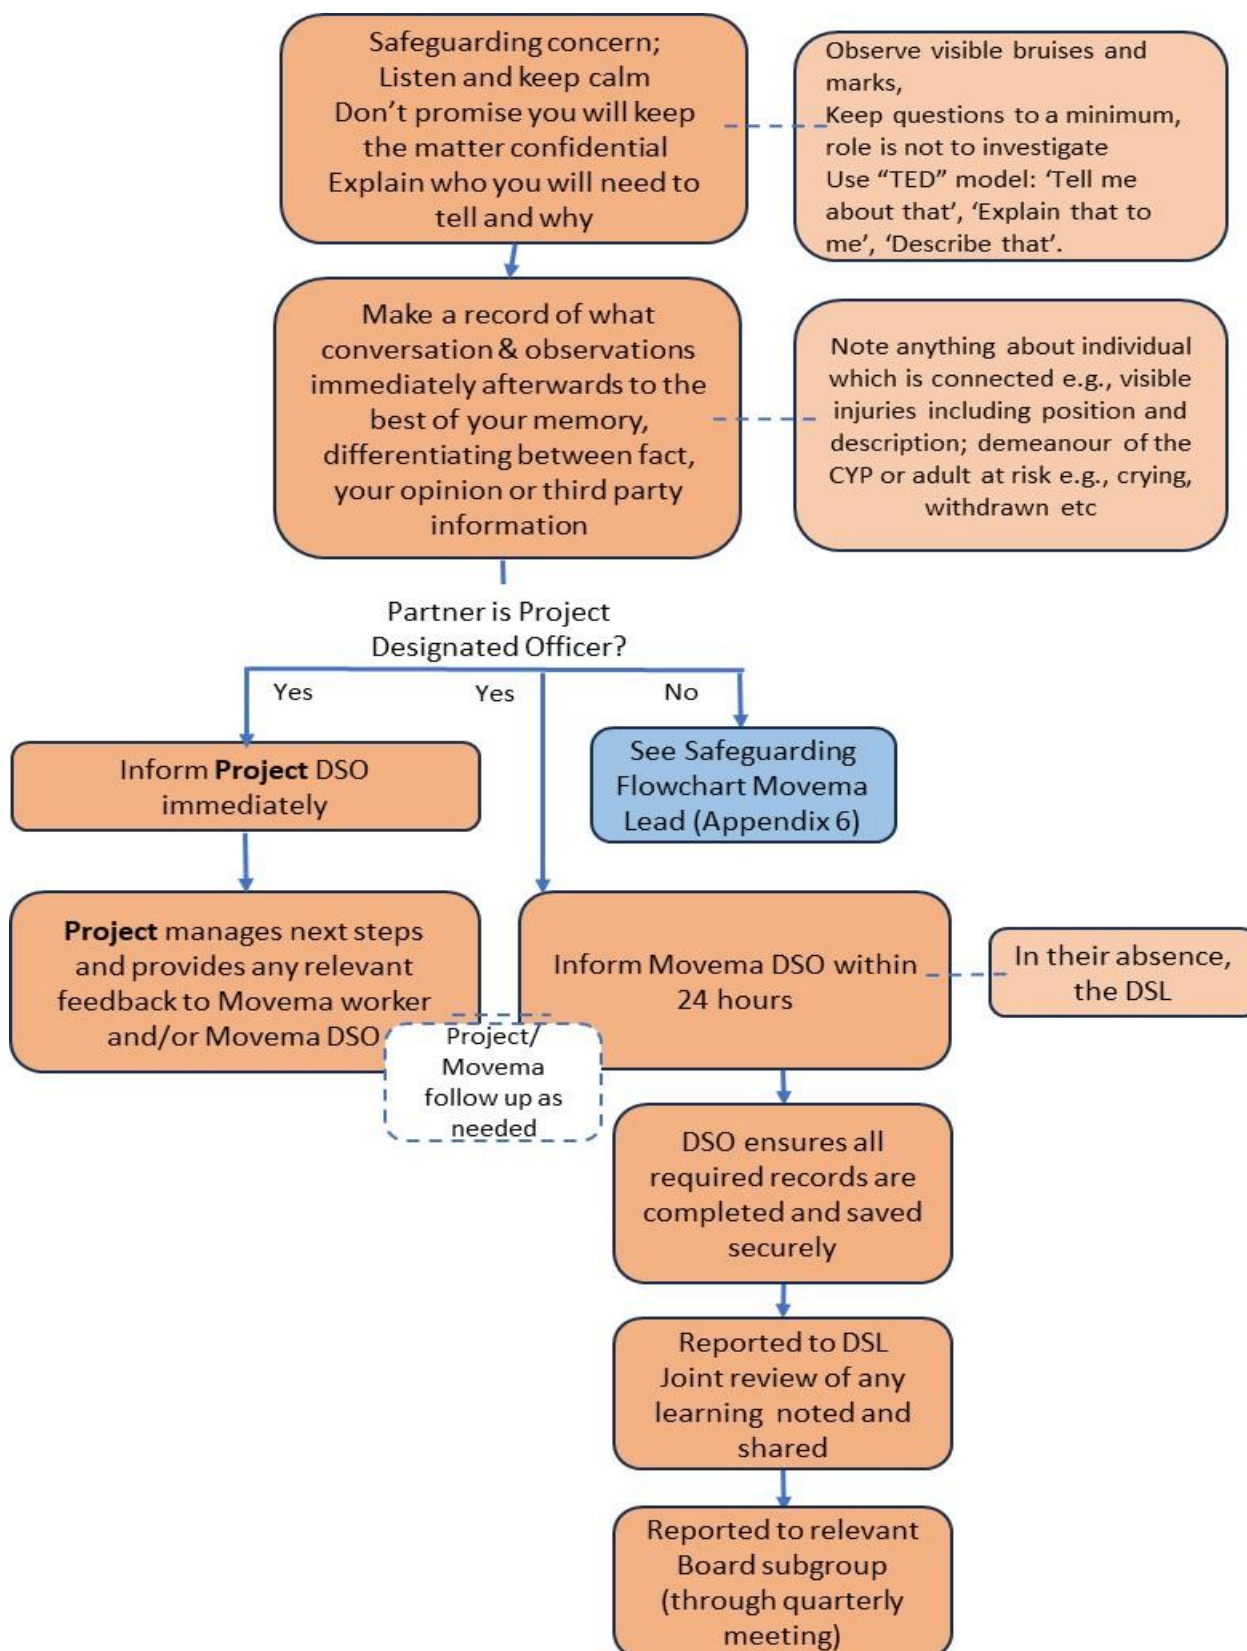 Safeguarding concern;
Listen and keep calm
Don't promise you will keep
the matter confidential
Explain who you will need to
tell and why
Observe visible bruises and
marks,
Keep questions to a minimum,
role is not to investigate
Use “TED” model: ‘Tell me
about that’, ‘Explain that to
me’, ‘Describe that’.
Make a record of what
conversation & observations
immediately afterwards to the
best of your memory,
differentiating between fact,
your opinion or third party
information
Note anything about individual
which is connected e.g., visible
injuries including position and
description; demeanour of the
CYP or adult at risk e.g., crying,
withdrawn etc
Partner is Project
Designated Officer?
Yes
Yes
No
Inform Project DSO
immediately
See Safeguarding
Flowchart Movema
Lead (Appendix 6)
Project manages next steps
and provides any relevant
feedback to Movema worker
and/or Movema DSO
Inform Movema DSO within
24 hours
In their absence,
the DSL
Project/
Movema
follow up as
needed
DSO ensures all
required records are
completed and saved
securely
Reported to DSL
Joint review of any
learning noted and
shared
Reported to relevant
Board subgroup
(through quarterly
meeting)